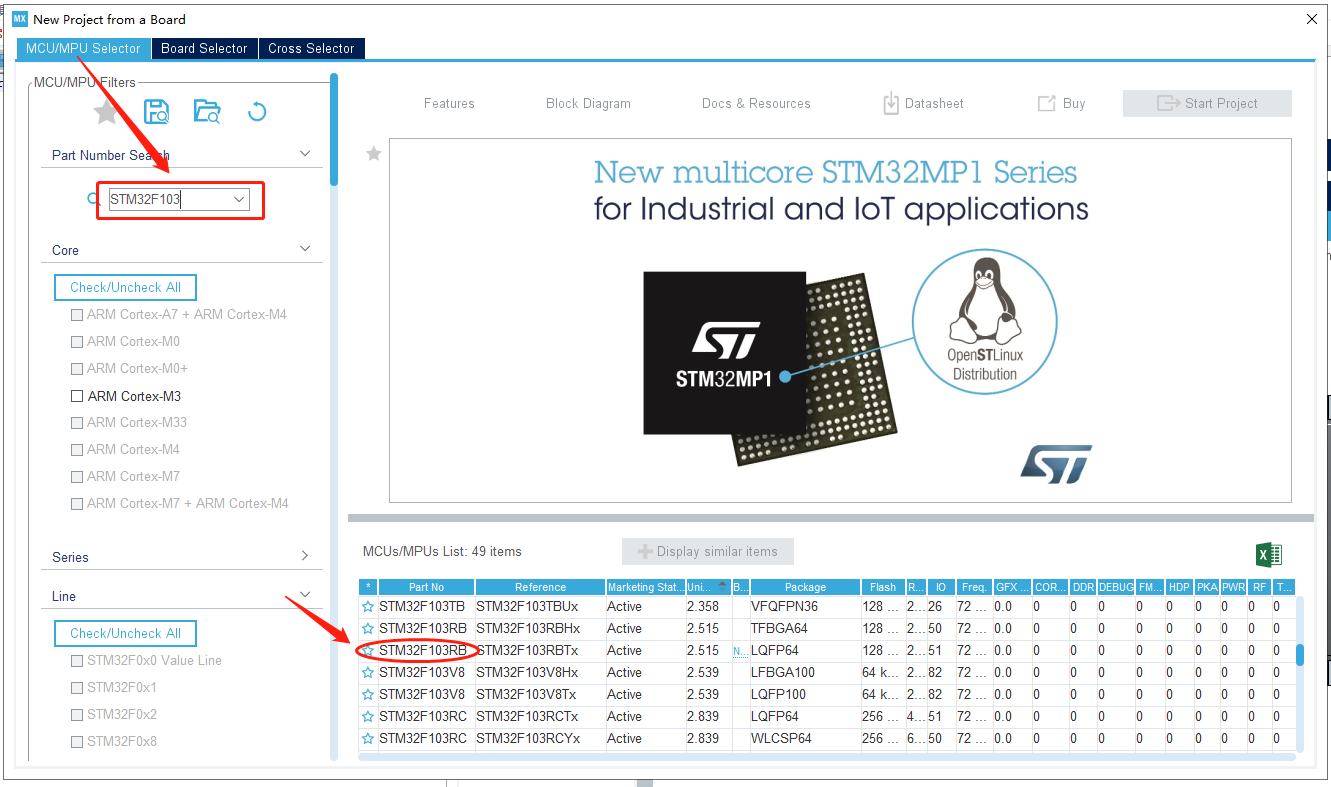 MX New Project from a Board
MCU/MPU Selector Board Selector Cross Selector
MCU/MPU Filters
Part Number Search
STM32F103
Core
Check/Uncheck All
ARM Cortex-A7 + ARM Cortex-M4
ARM Cortex-M0
ARM Cortex-M0+
ARM Cortex-M3
ARM Cortex-M33
ARM Cortex-M4
ARM Cortex-M7
ARM Cortex-M7 + ARM Cortex-M4
Series
Line
Check/Uncheck All
STM32F0x0 Value Line
STM32F0x1
STM32F0x2
STM32F0x8
Features Block Diagram Docs & Resources Datasheet Buy Start Project
New multicore STM32MP1 Series
for Industrial and IoT applications
ST
STM32MP1
OpenSTLinux
Distribution
ST
MCUs/MPUs List: 49 items Display similar items
* Part No Reference Marketing Stat... Uni... B... Package Flash R... IO Freq. GFX ... COR... DDR DEBUG FM... HDP PKA PWR RF T...
STM32F103TB STM32F103TBUx Active 2.358 VFQFPN36 128 ... 2... 26 72 ... 0.0 0 0 0 0 0 0 0 0 0
STM32F103RB STM32F103RBHx Active 2.515 TFBGA64 128 ... 2... 50 72 ... 0.0 0 0 0 0 0 0 0 0 0
STM32F103RB STM32F103RBTx Active 2.515 N... LQFP64 128 ... 2... 51 72 ... 0.0 0 0 0 0 0 0 0 0 0
STM32F103V8 STM32F103V8Hx Active 2.539 LFBGA100 64 k... 2... 82 72 ... 0.0 0 0 0 0 0 0 0 0 0
STM32F103V8 STM32F103V8Tx Active 2.539 LQFP100 64 k... 2... 82 72 ... 0.0 0 0 0 0 0 0 0 0 0
STM32F103RC STM32F103RCTx Active 2.839 LQFP64 256 ... 4... 51 72 ... 0.0 0 0 0 0 0 0 0 0 0
STM32F103RC STM32F103RCYx Active 2.839 WLCSP64 256 ... 6... 50 72 ... 0.0 0 0 0 0 0 0 0 0 0